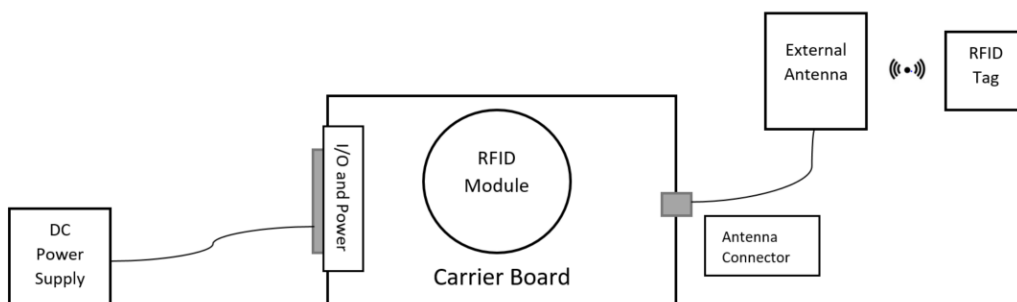 External
Antenna
RFID
Tag
I/O and Power
RFID
Module
DC
Power
Supply
Antenna
Connector
Carrier Board